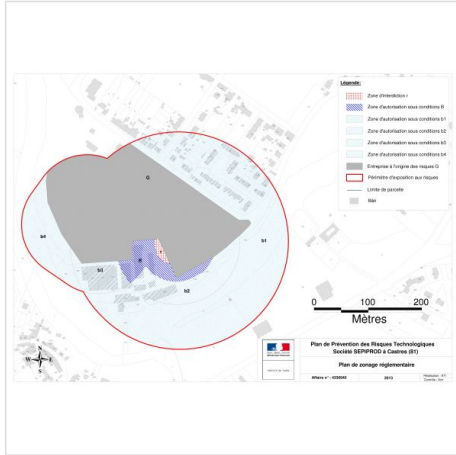 Légende:
Zone d'interdiction r
Zone d'autorisation sous conditions B
Zone d'autorisation sous conditions b1
Zone d'autorisation sous conditions b2
Zone d'autorisation sous conditions b3
Zone d'autorisation sous conditions b4
Entreprise à l'origine des risques G
Périmètre d'exposition aux risques
Limite de parcelle
Bâti
G
b4
b1
r
B
b3
b2
0 100 200
Mètres
N
W E
S
Plan de Prévention des Risques Technologiques
Société SEPIPROD à Castres (81)
Plan de zonage réglementaire
2013